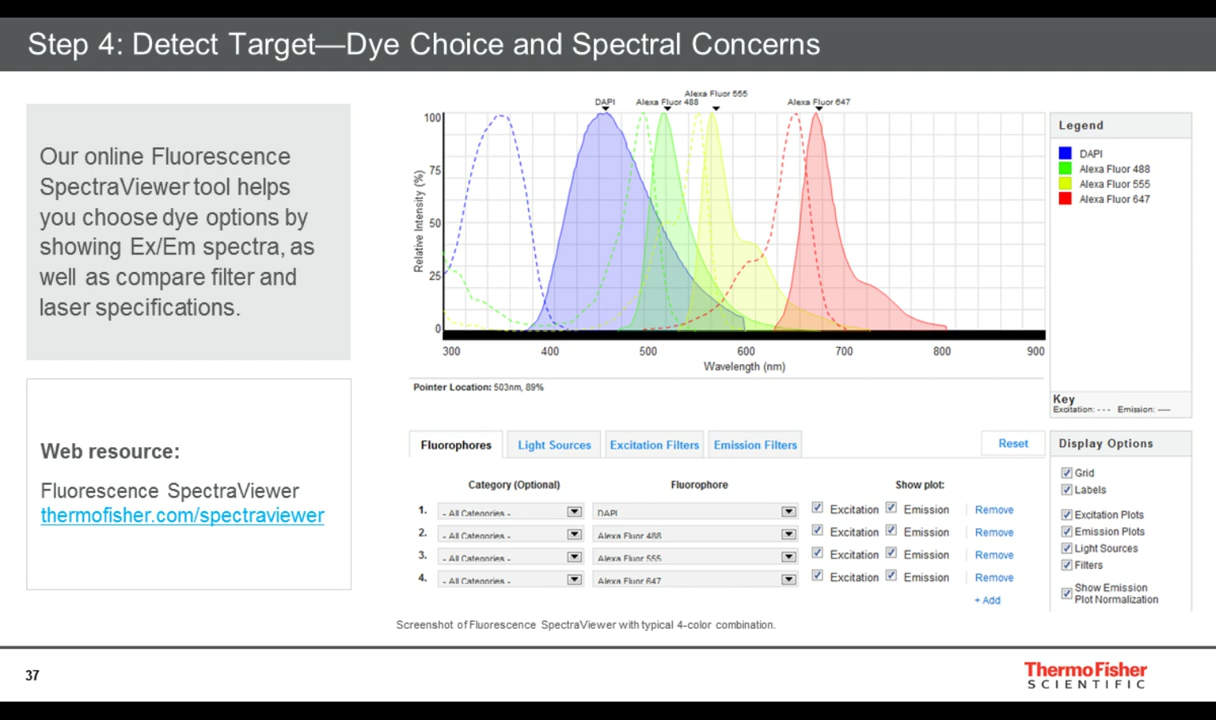 Step 4: Detect Target—Dye Choice and Spectral Concerns
Our online Fluorescence
SpectraViewer tool helps
you choose dye options by
showing Ex/Em spectra, as
well as compare filter and
laser specifications.
Web resource:
Fluorescence SpectraViewer
thermofisher.com/spectraviewer
DAPI
Alexa Fluor 488
Alexa Fluor 555
Alexa Fluor 647
Relative Intensity (%)
100
75
50
25
0
300 400 500 600 700 800 900
Wavelength (nm)
Pointer Location: 503nm, 89%
Legend
DAPI
Alexa Fluor 488
Alexa Fluor 555
Alexa Fluor 647
Key
Excitation: --- Emission: —
Fluorophores Light Sources Excitation Filters Emission Filters Reset
Category (Optional) Fluorophore Show plot:
1. - All Categories - DAPI Excitation Emission Remove
2. - All Categories - Alexa Fluor 488 Excitation Emission Remove
3. - All Categories - Alexa Fluor 555 Excitation Emission Remove
4. - All Categories - Alexa Fluor 647 Excitation Emission Remove
+ Add
Display Options
Grid
Labels
Excitation Plots
Emission Plots
Light Sources
Filters
Show Emission
Plot Normalization
Screenshot of Fluorescence SpectraViewer with typical 4-color combination.
37
ThermoFisher
SCIENTIFIC